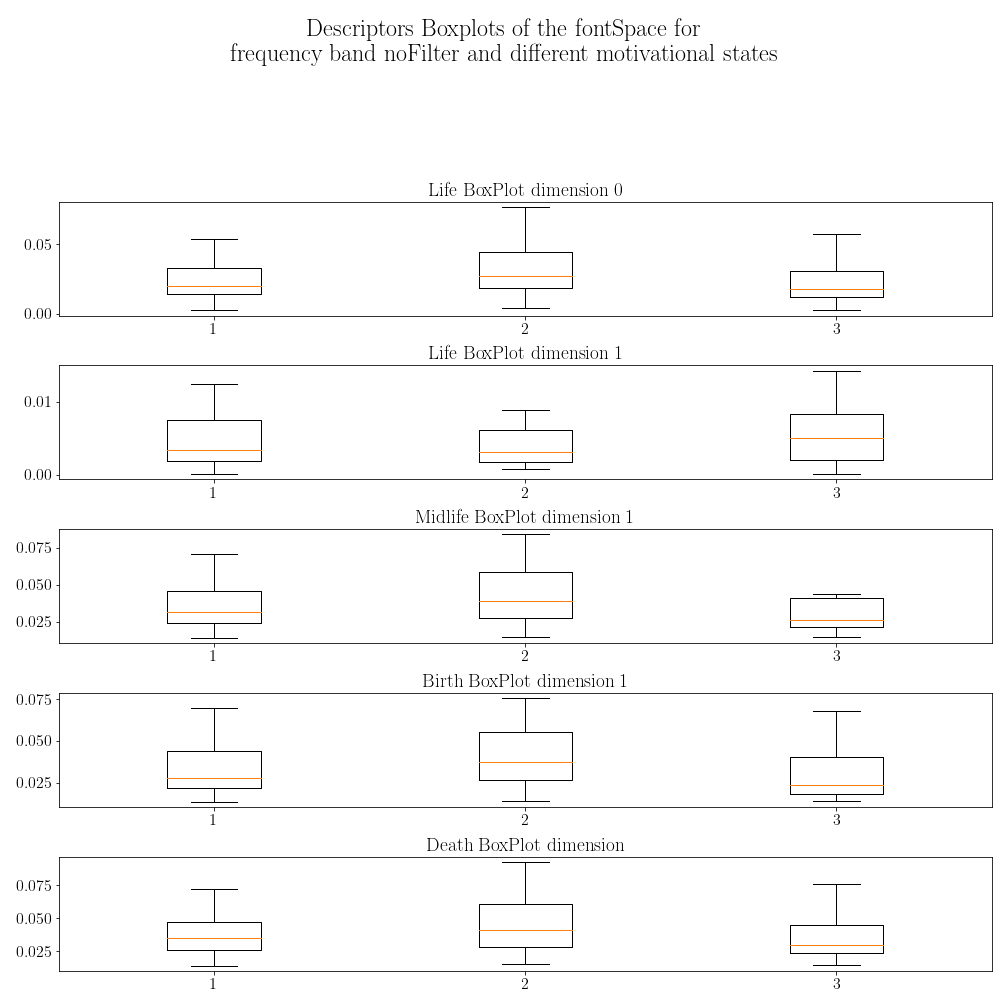 Descriptors Boxplots of the fontSpace for
frequency band noFilter and different motivational states
Life BoxPlot dimension 0
0.05
0.00
1 2 3
Life BoxPlot dimension 1
0.01
0.00
1 2 3
Midlife BoxPlot dimension 1
0.075
0.050
0.025
1 2 3
Birth BoxPlot dimension 1
0.075
0.050
0.025
1 2 3
Death BoxPlot dimension
0.075
0.050
0.025
1 2 3